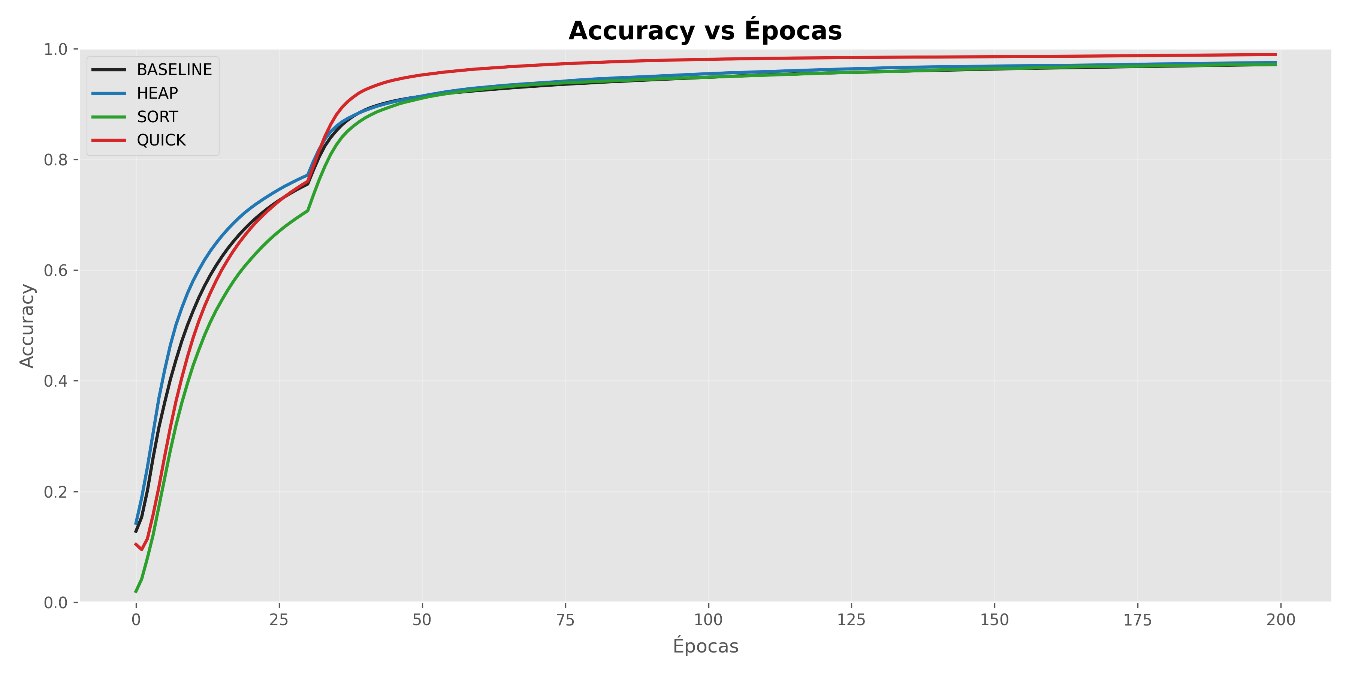 Accuracy vs Épocas
1.0
0.8
0.6
0.4
0.2
0.0
Accuracy
BASELINE
HEAP
SORT
QUICK
0 25 50 75 100 125 150 175 200
Épocas